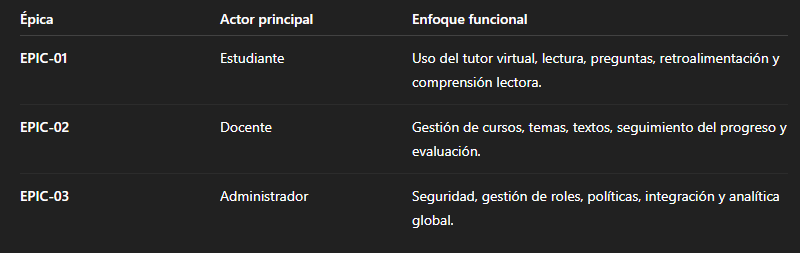 Épica Actor principal Enfoque funcional
EPIC-01 Estudiante Uso del tutor virtual, lectura, preguntas, retroalimentación y
comprensión lectora.
EPIC-02 Docente Gestión de cursos, temas, textos, seguimiento del progreso y
evaluación.
EPIC-03 Administrador Seguridad, gestión de roles, políticas, integración y analítica
global.